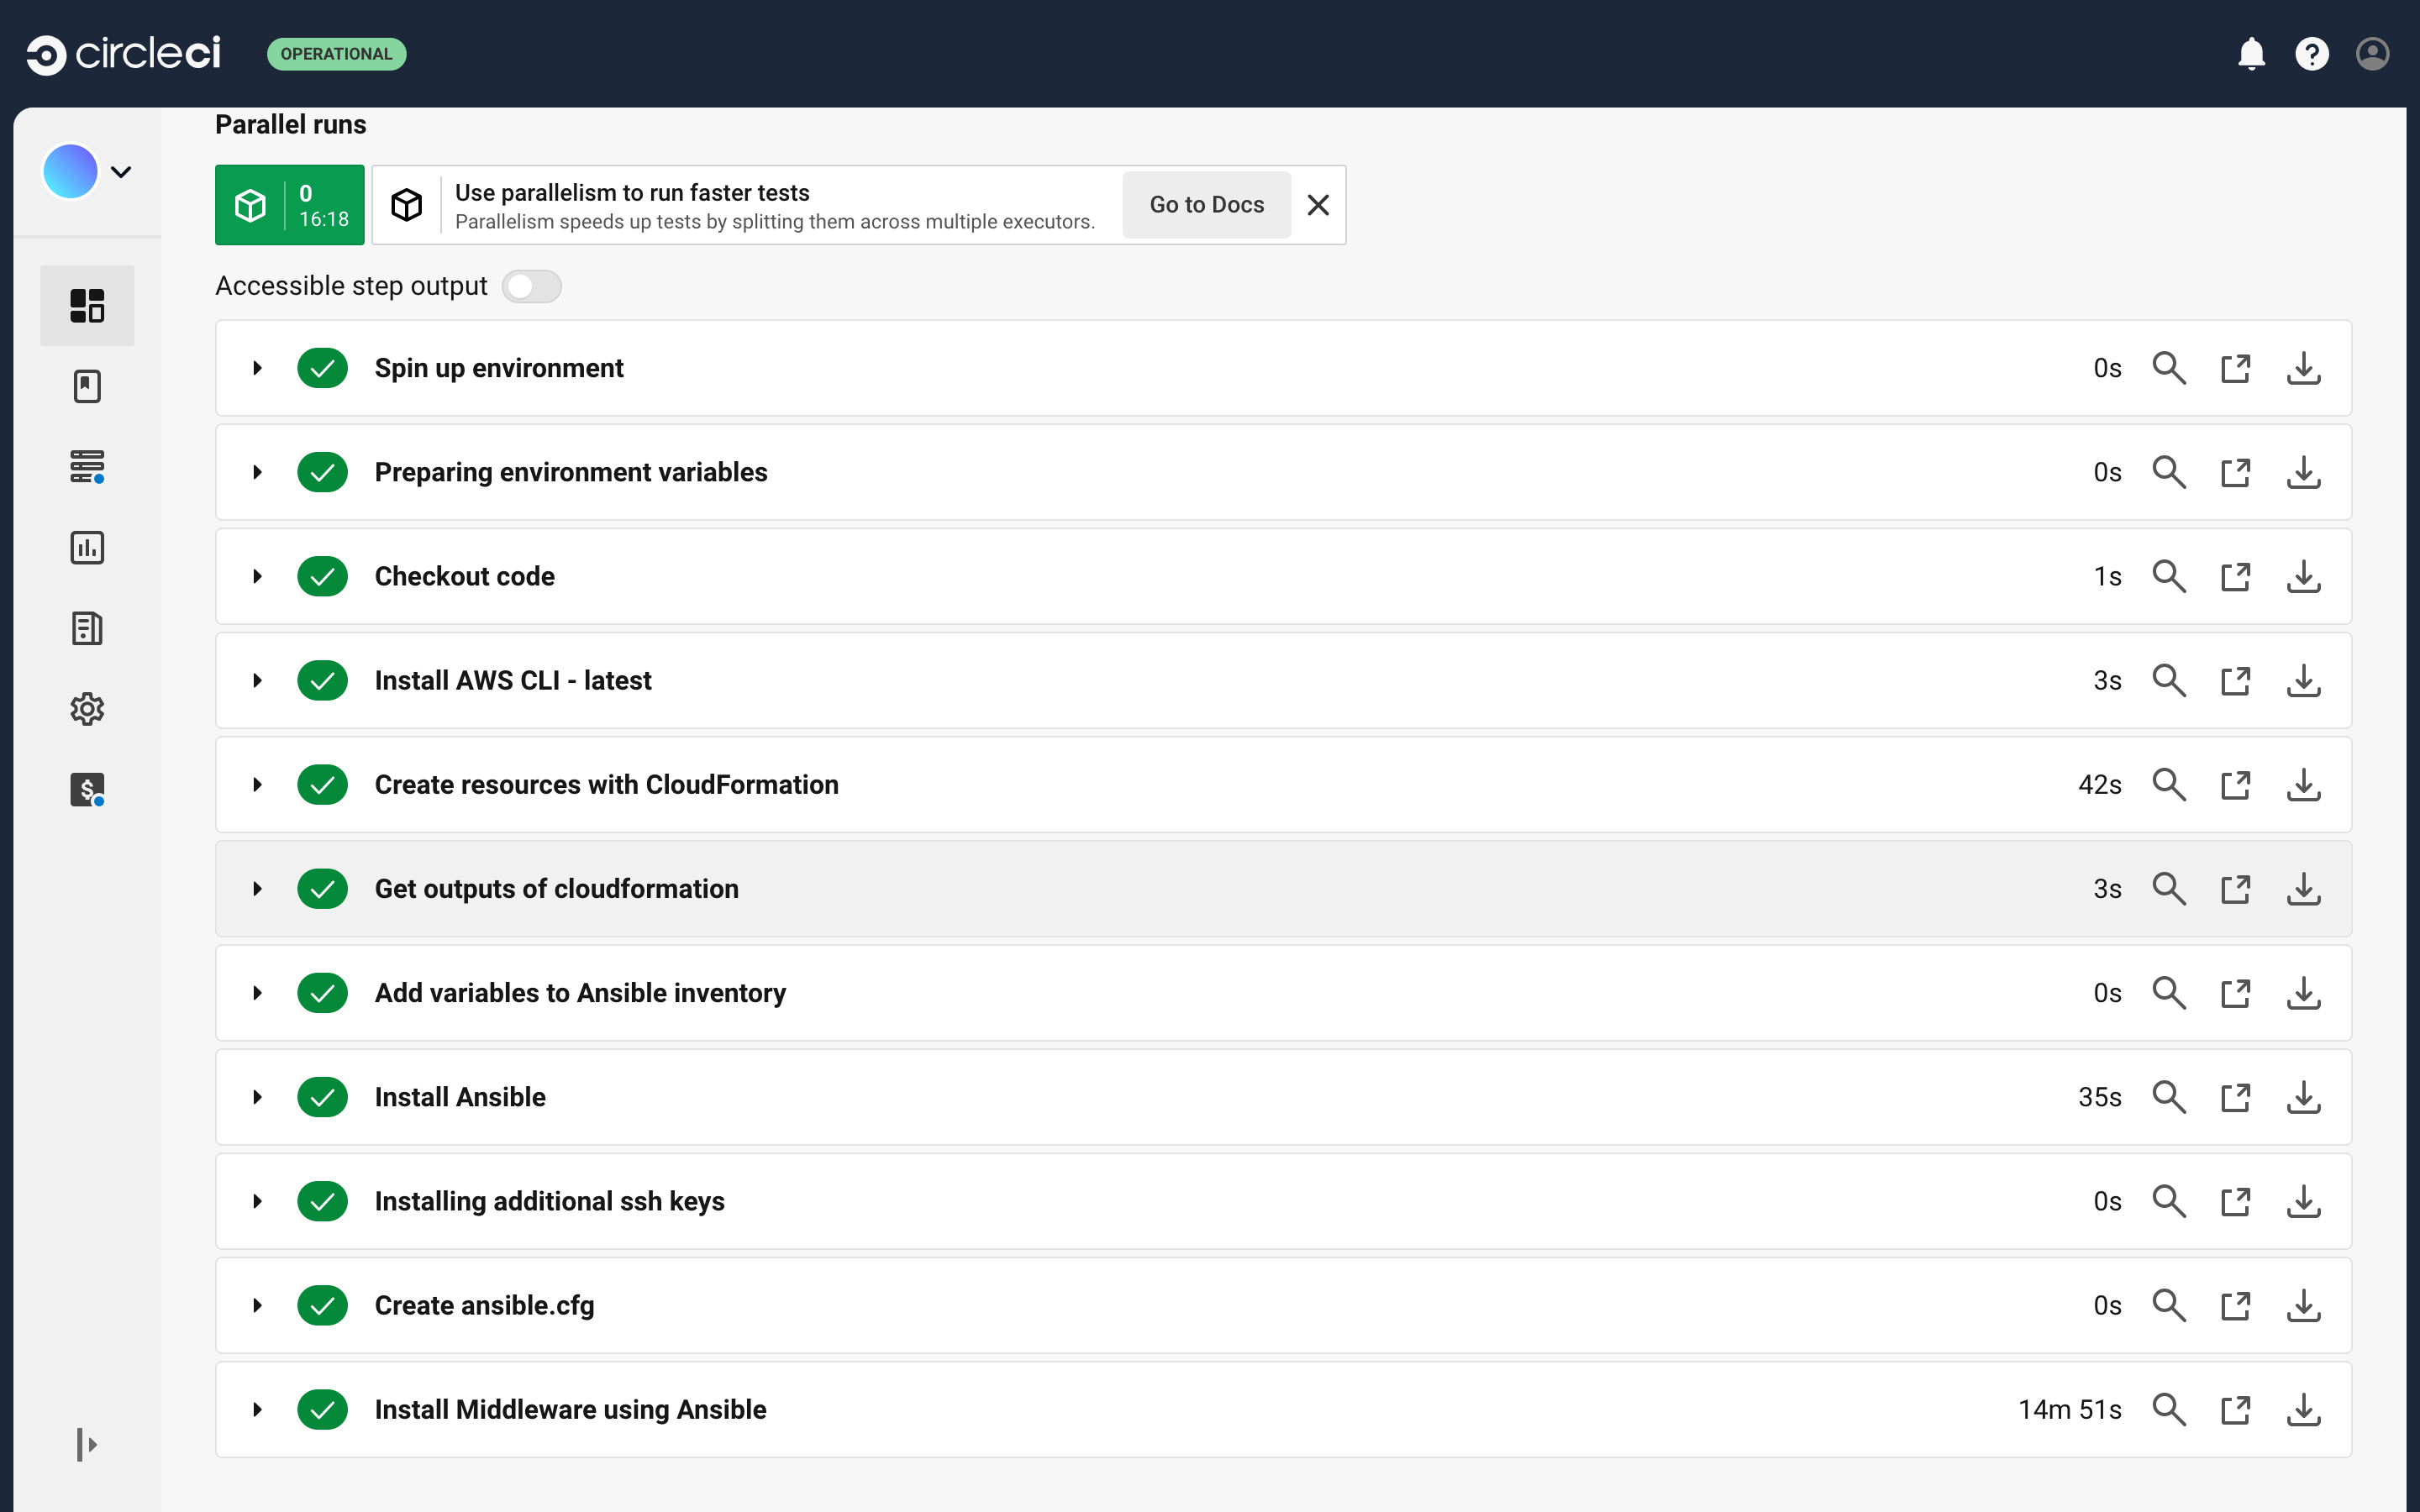 circleci OPERATIONAL
Parallel runs
0
16:18
Use parallelism to run faster tests
Parallelism speeds up tests by splitting them across multiple executors.
Go to Docs
Accessible step output
Spin up environment 0s
Preparing environment variables 0s
Checkout code 1s
Install AWS CLI - latest 3s
Create resources with CloudFormation 42s
Get outputs of cloudformation 3s
Add variables to Ansible inventory 0s
Install Ansible 35s
Installing additional ssh keys 0s
Create ansible.cfg 0s
Install Middleware using Ansible 14m 51s